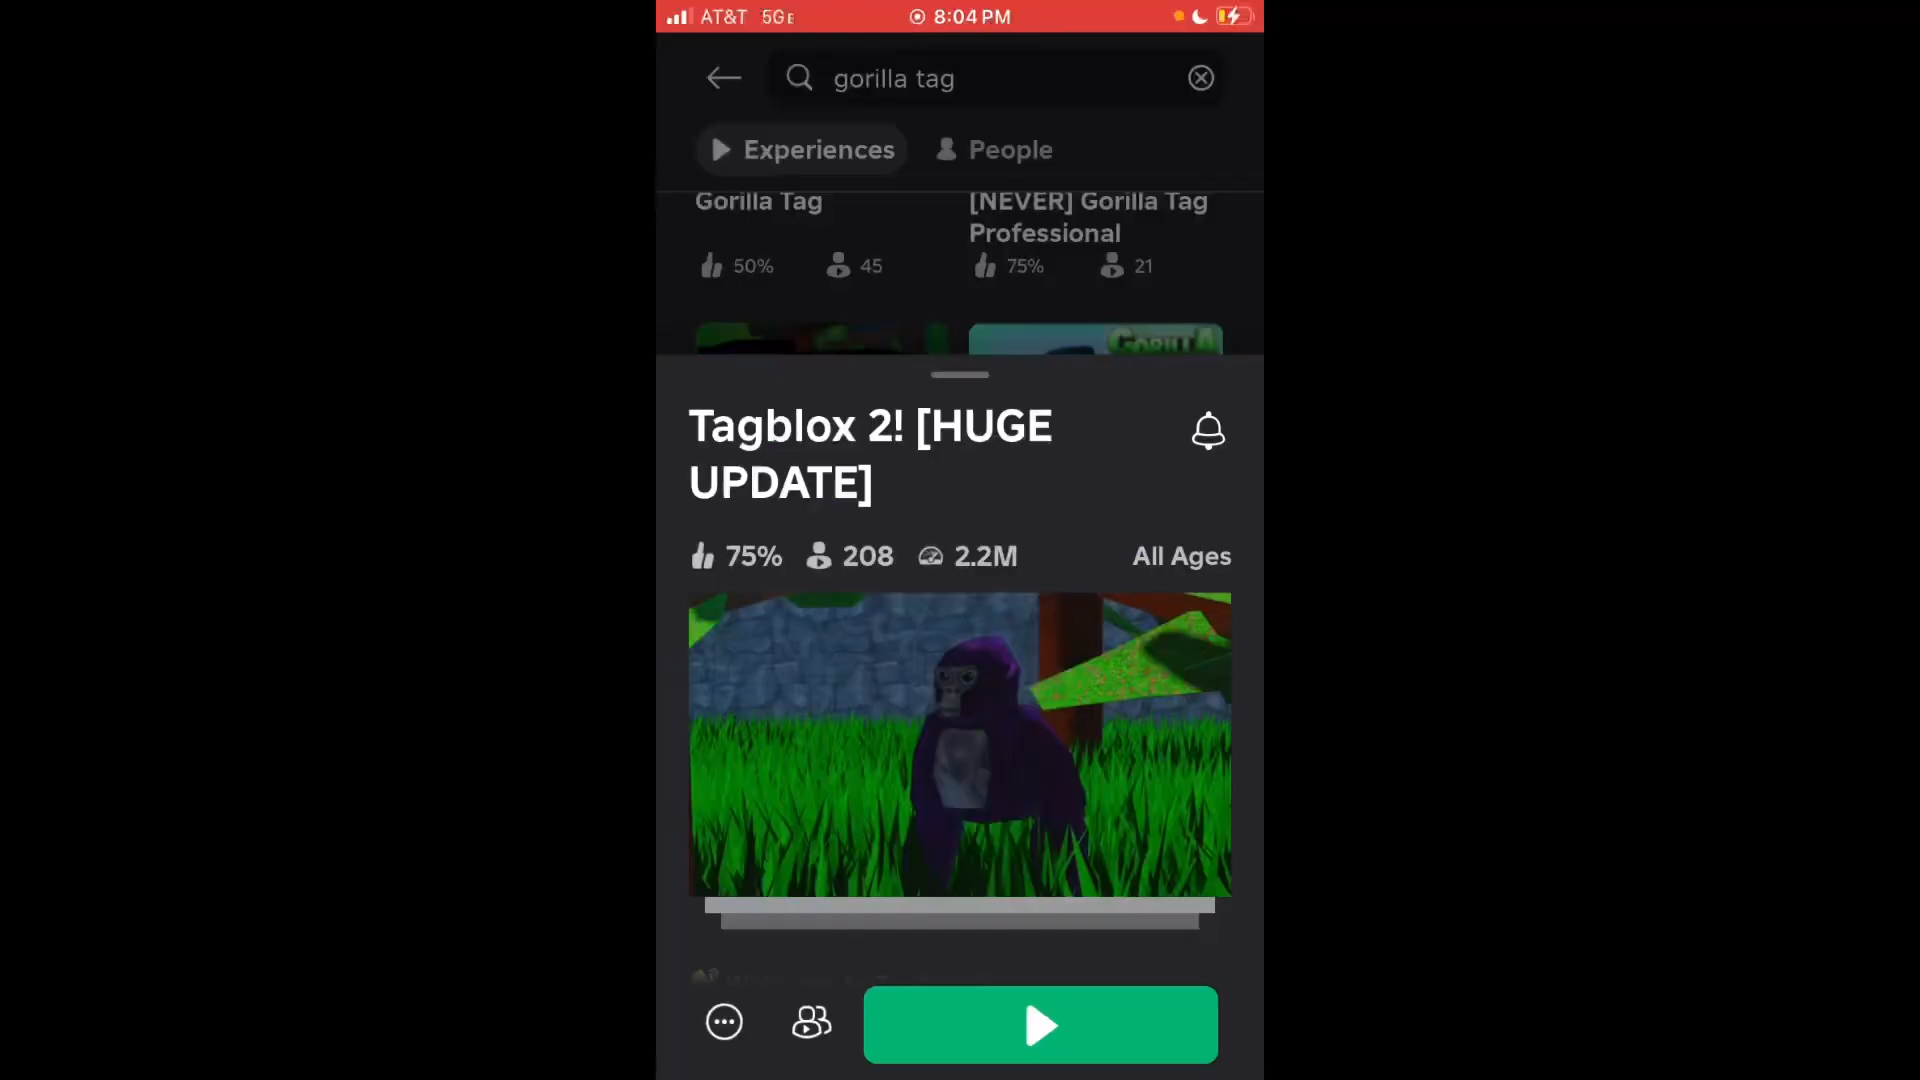 AT&T 5GE 8:04 PM
gorilla tag
Experiences People
Gorilla Tag
[NEVER] Gorilla Tag
Professional
50% 45
75% 21
GORILLA
Tagblox 2! [HUGE
UPDATE]
75% 208 2.2M All Ages